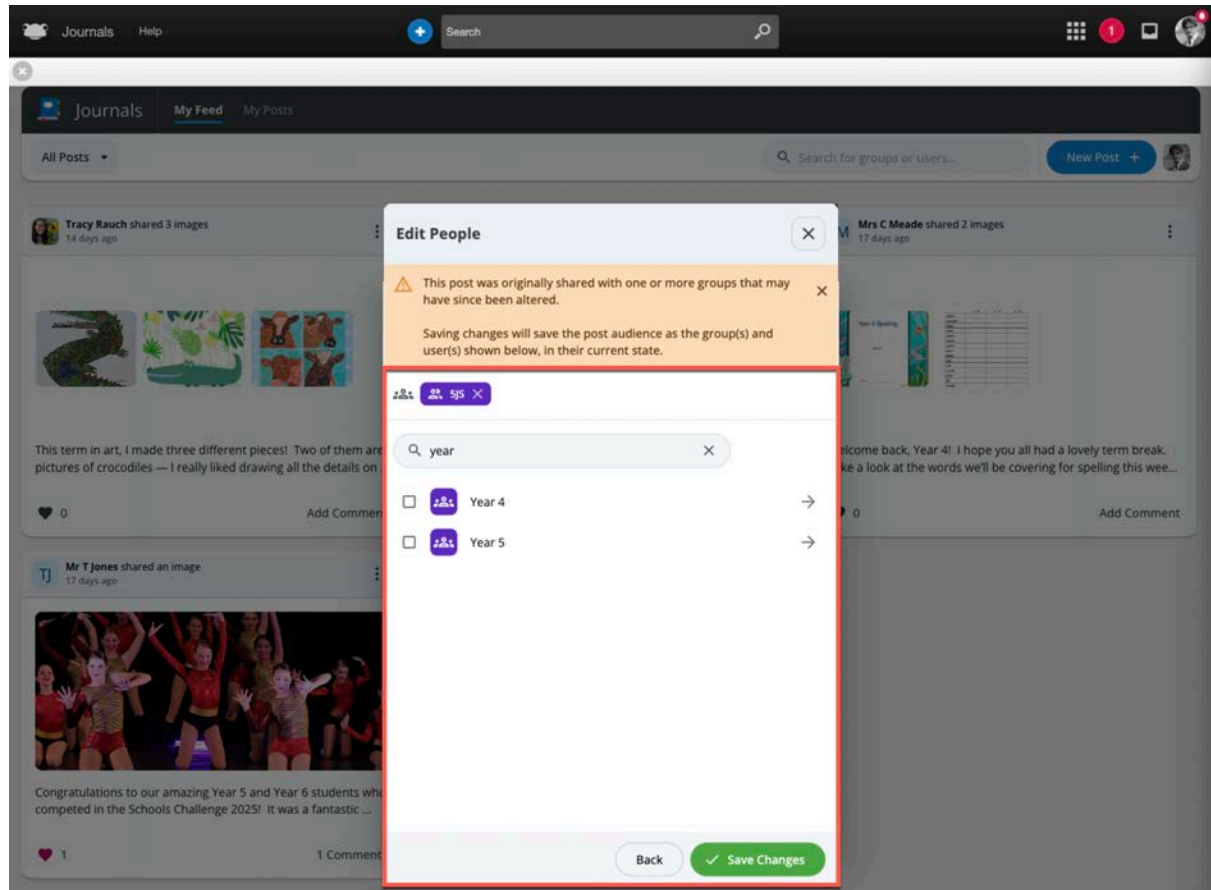 Journals Help Search 1
Journals My Feed My Posts
All Posts Search for groups or users... New Post +
Tracy Rauch shared 3 images
14 days ago
This term in art, I made three different pieces! Two of them are
pictures of crocodiles — I really liked drawing all the details on
0 Add Commen
Mr T Jones shared an image
TJ
17 days ago
Congratulations to our amazing Year 5 and Year 6 students who
competed in the Schools Challenge 2025! It was a fantastic ...
1 1 Comment
Edit People
This post was originally shared with one or more groups that may
have since been altered.
Saving changes will save the post audience as the group(s) and
user(s) shown below, in their current state.
5JS
year
Year 4
Year 5
Back Save Changes
M Mrs C Meade shared 2 images
17 days ago
Year 4 Spelling
elcome back, Year 4! I hope you all had a lovely term break.
ke a look at the words we'll be covering for spelling this wee...
0 Add Comment